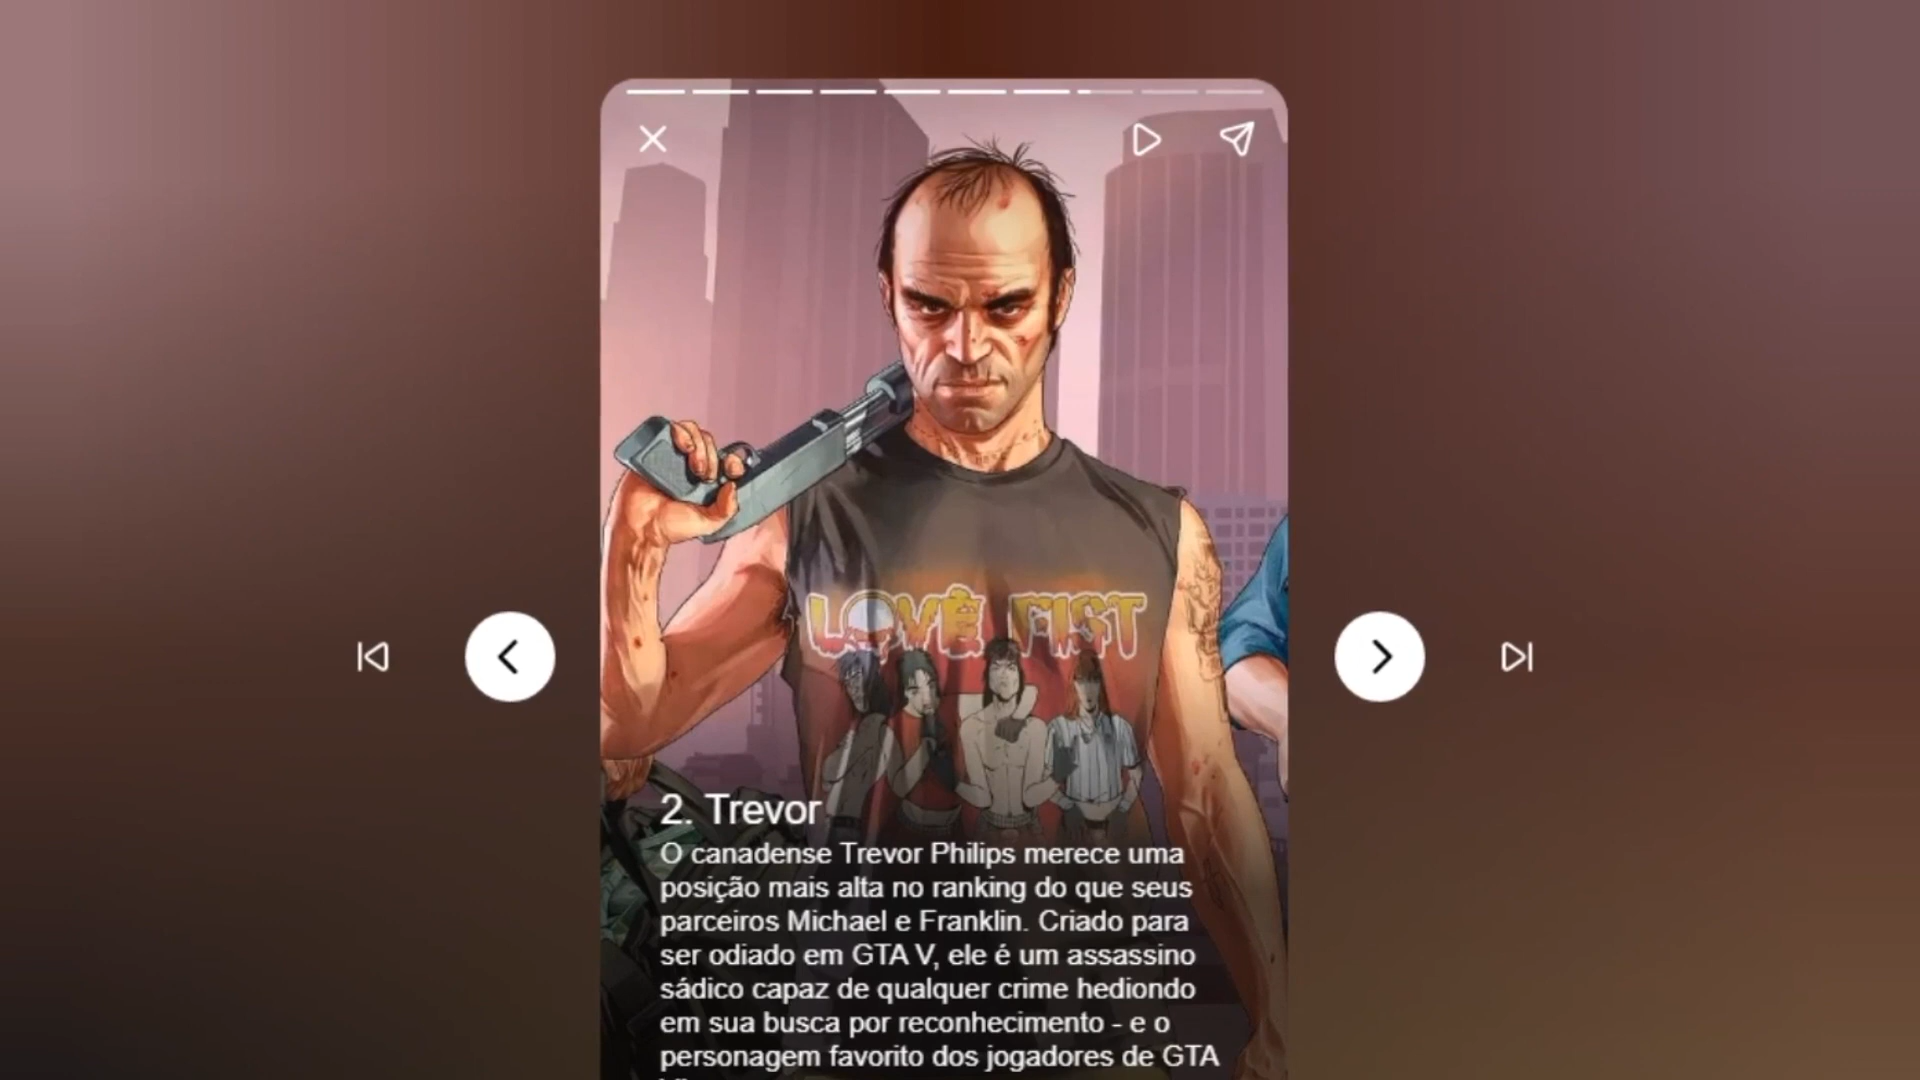 LOVE FIST
2. Trevor
O canadense Trevor Philips merece uma
posição mais alta no ranking do que seus
parceiros Michael e Franklin. Criado para
ser odiado em GTA V, ele é um assassino
sádico capaz de qualquer crime hediondo
em sua busca por reconhecimento - e o
personagem favorito dos jogadores de GTA